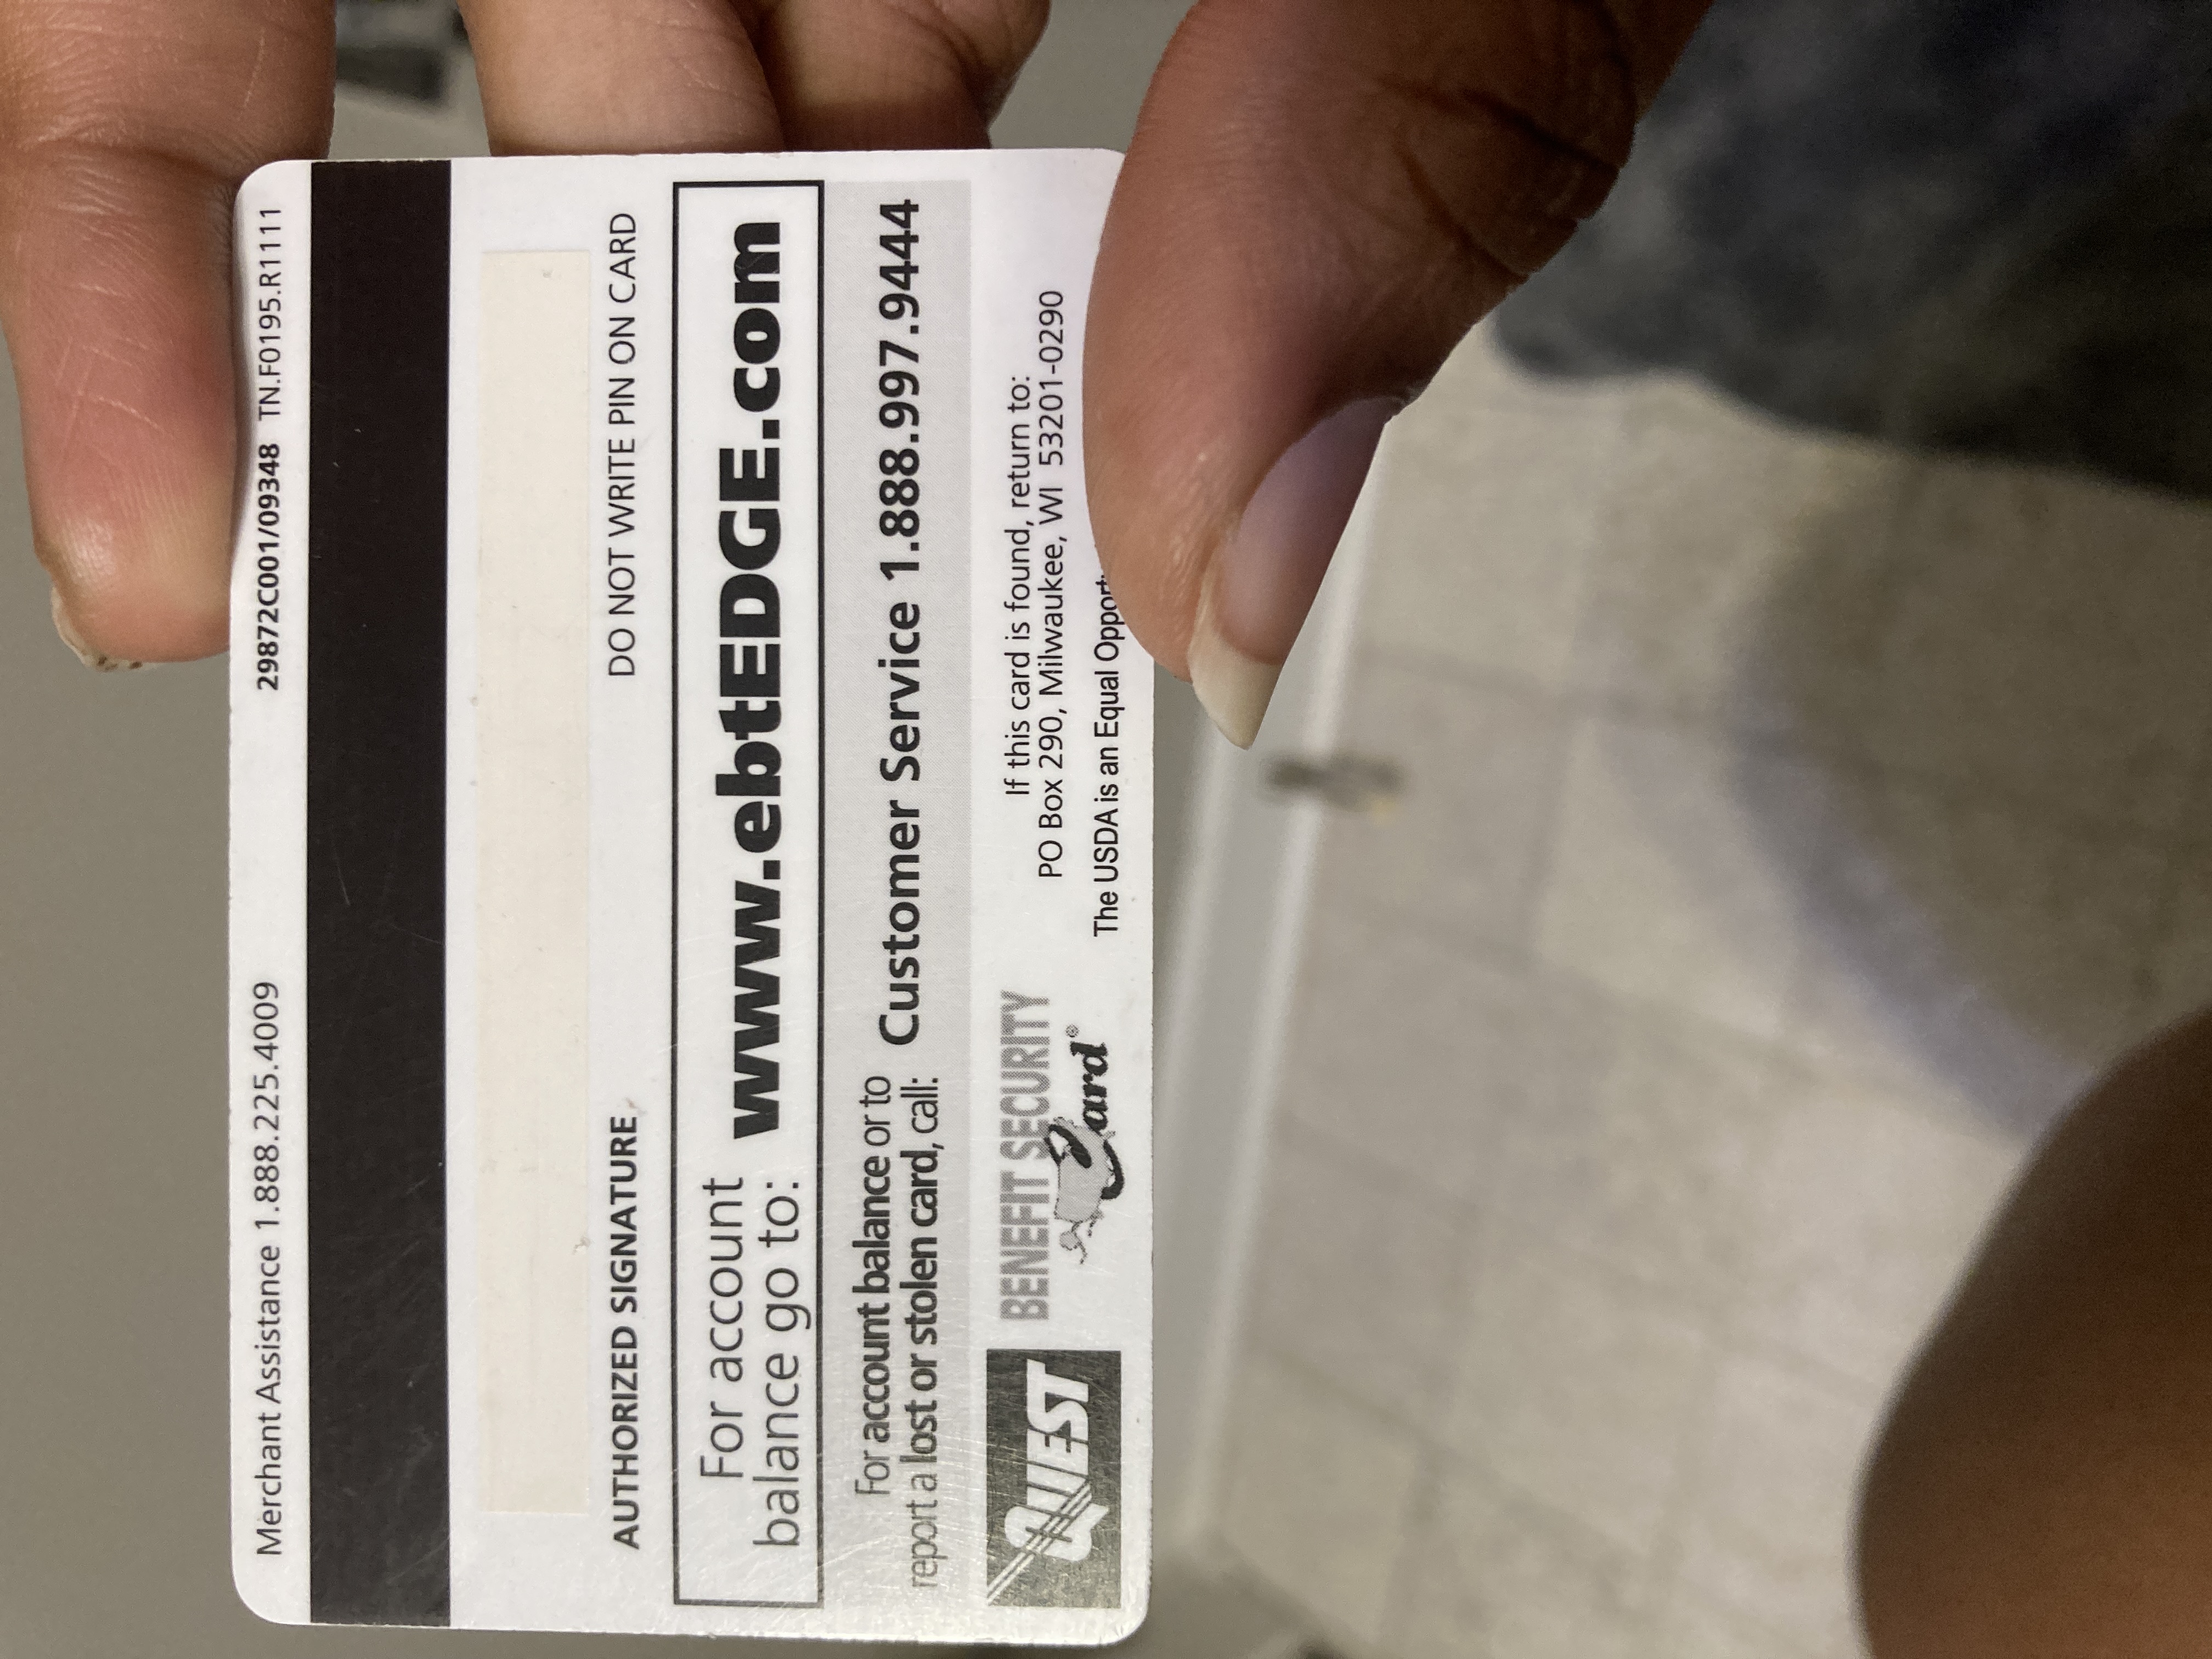 Merchant Assistance 1.888.225.4009 29872C001/09348 TN.F0195.R1111
AUTHORIZED SIGNATURE DO NOT WRITE PIN ON CARD
For account
balance go to: www.ebtEDGE.com
For account balance or to
report a lost or stolen card, call: Customer Service 1.888.997.9444
QUEST
BENEFIT SECURITY
Card®
If this card is found, return to:
PO Box 290, Milwaukee, WI 53201-0290
The USDA is an Equal